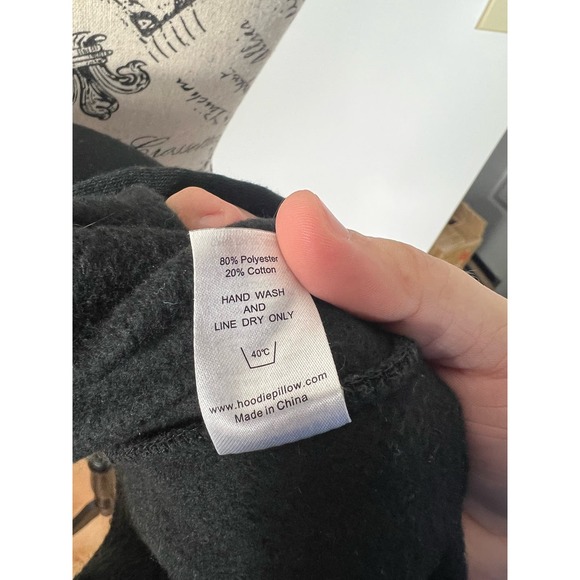 80% Polyester
20% Cotton
HAND WASH
AND
LINE DRY ONLY
40℃
www.hoodiepillow.com
Made in China